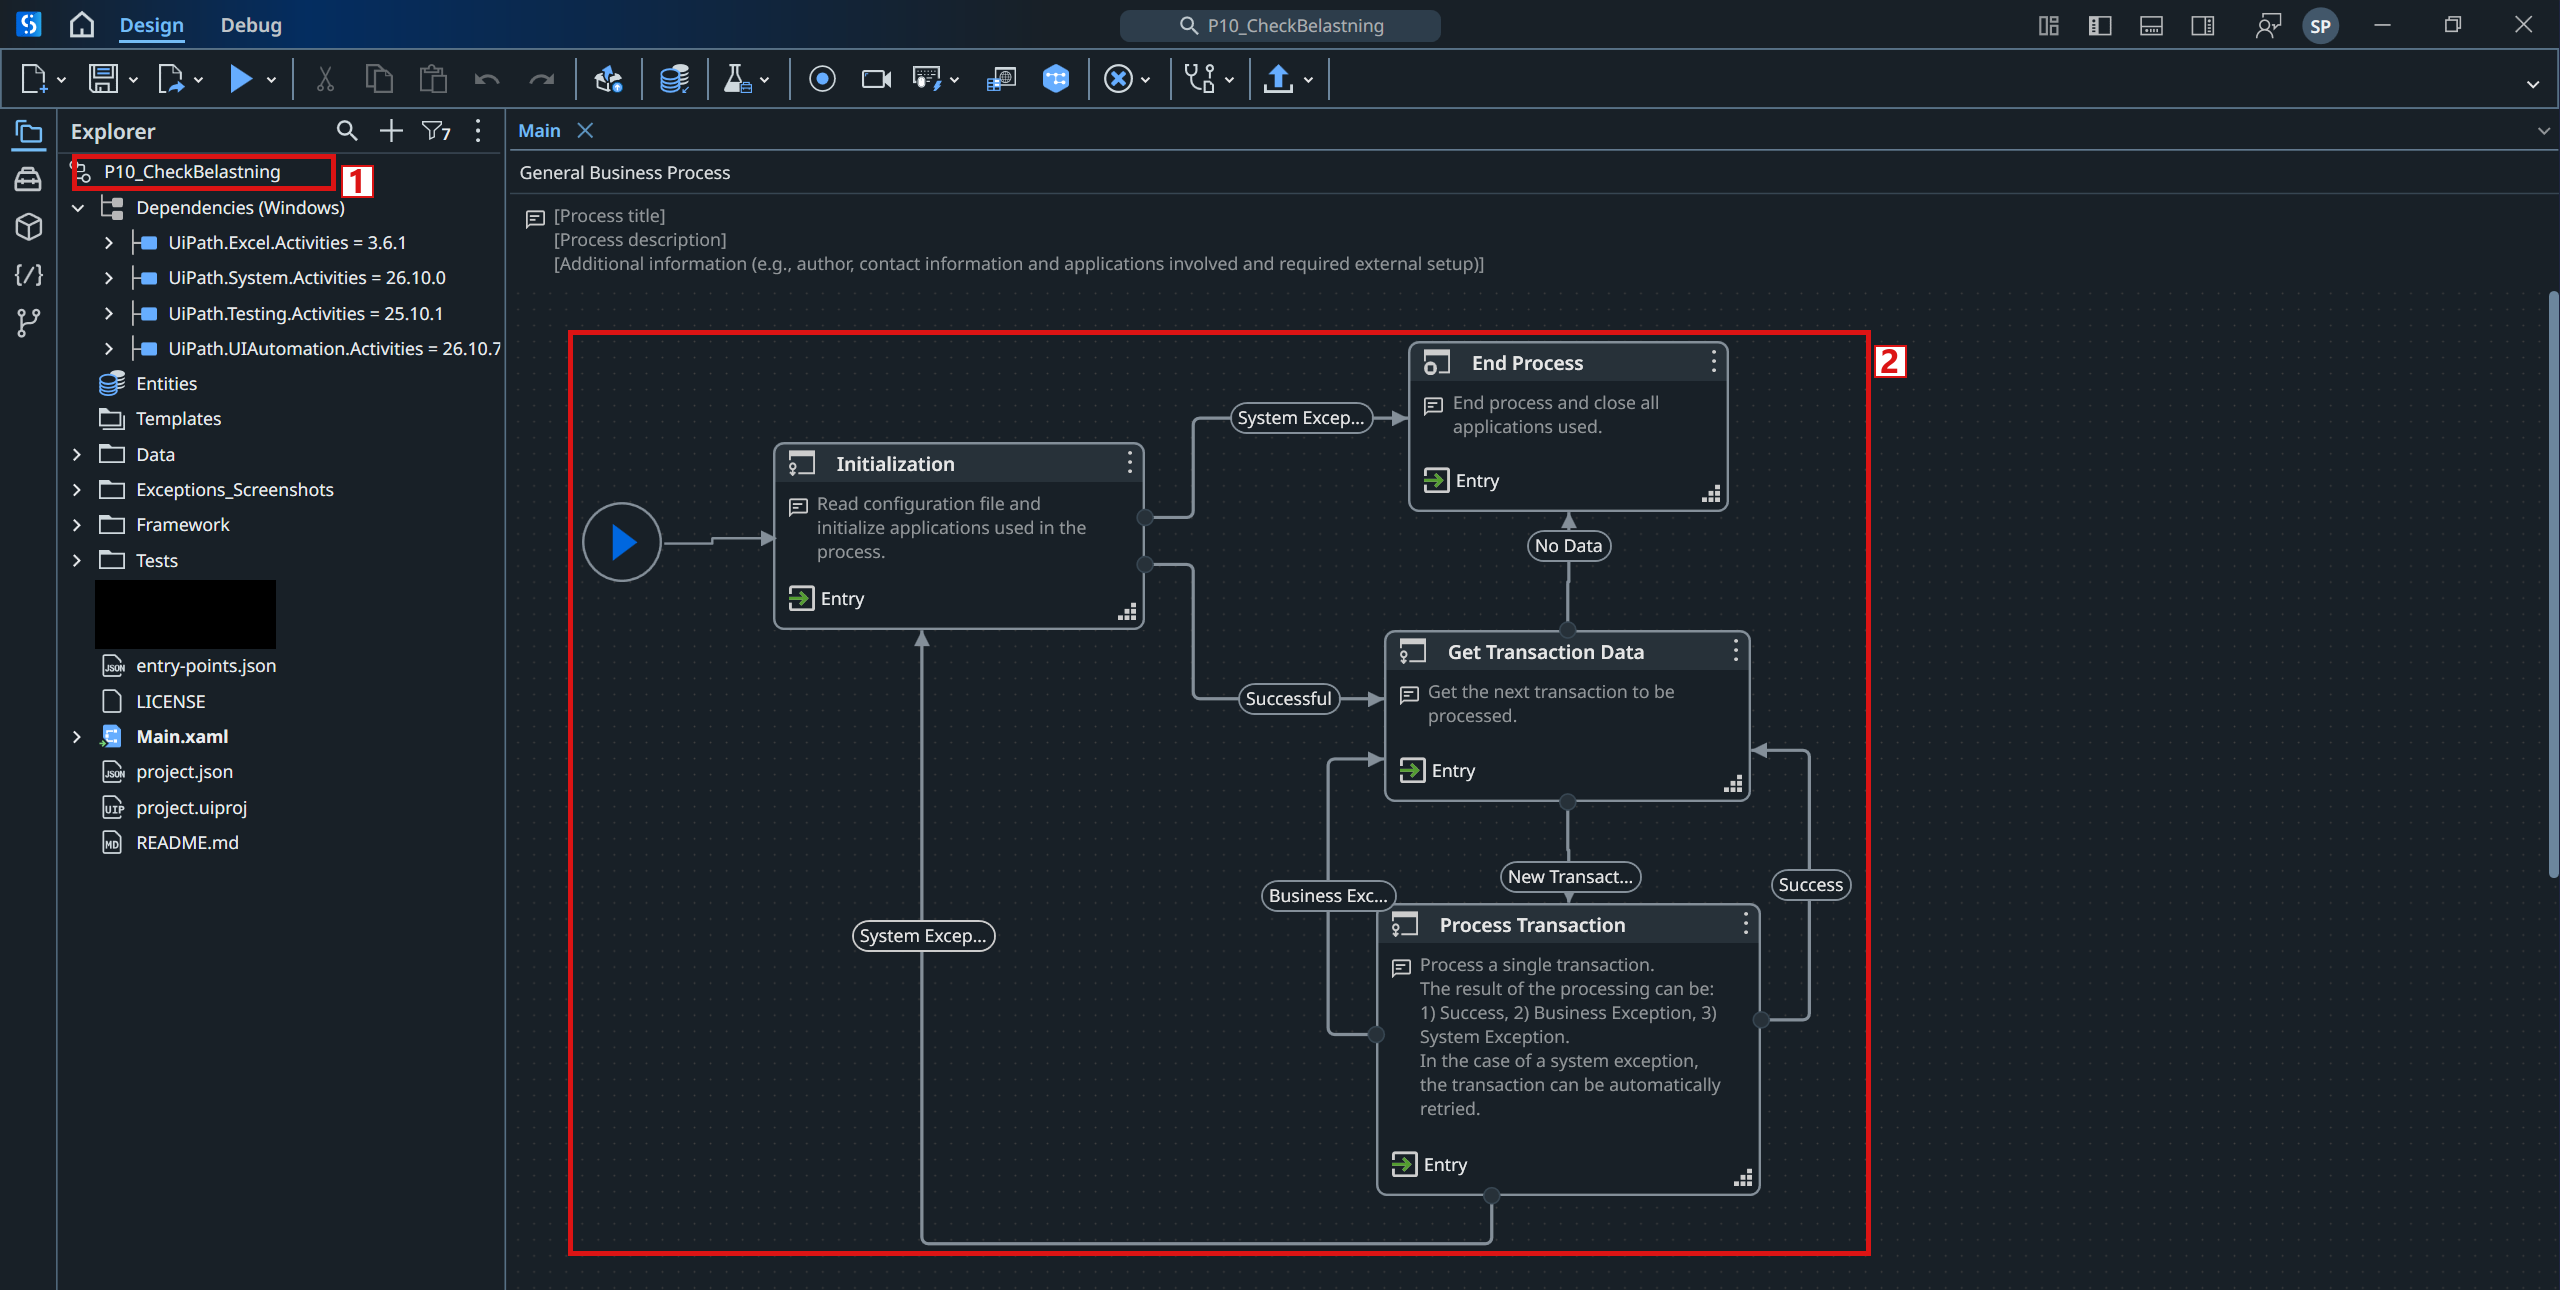 Design
Debug
P10_CheckBelastning
SP
Explorer
7
P10_CheckBelastning
1
Dependencies (Windows)
UiPath.Excel.Activities = 3.6.1
UiPath.System.Activities = 26.10.0
UiPath.Testing.Activities = 25.10.1
UiPath.UIAutomation.Activities = 26.10.7
Entities
Templates
Data
Exceptions_Screenshots
Framework
Tests
JSON entry-points.json
LICENSE
Main.xaml
JSON project.json
UIP project.uiproj
MD README.md
Main
General Business Process
[Process title]
[Process description]
[Additional information (e.g., author, contact information and applications involved and required external setup)]
2
End Process
End process and close all
applications used.
Entry
System Excep...
Initialization
Read configuration file and
initialize applications used in the
process.
Entry
No Data
Successful
Get Transaction Data
Get the next transaction to be
processed.
Entry
New Transact...
Business Exc...
Success
System Excep...
Process Transaction
Process a single transaction.
The result of the processing can be:
1) Success, 2) Business Exception, 3)
System Exception.
In the case of a system exception,
the transaction can be automatically
retried.
Entry